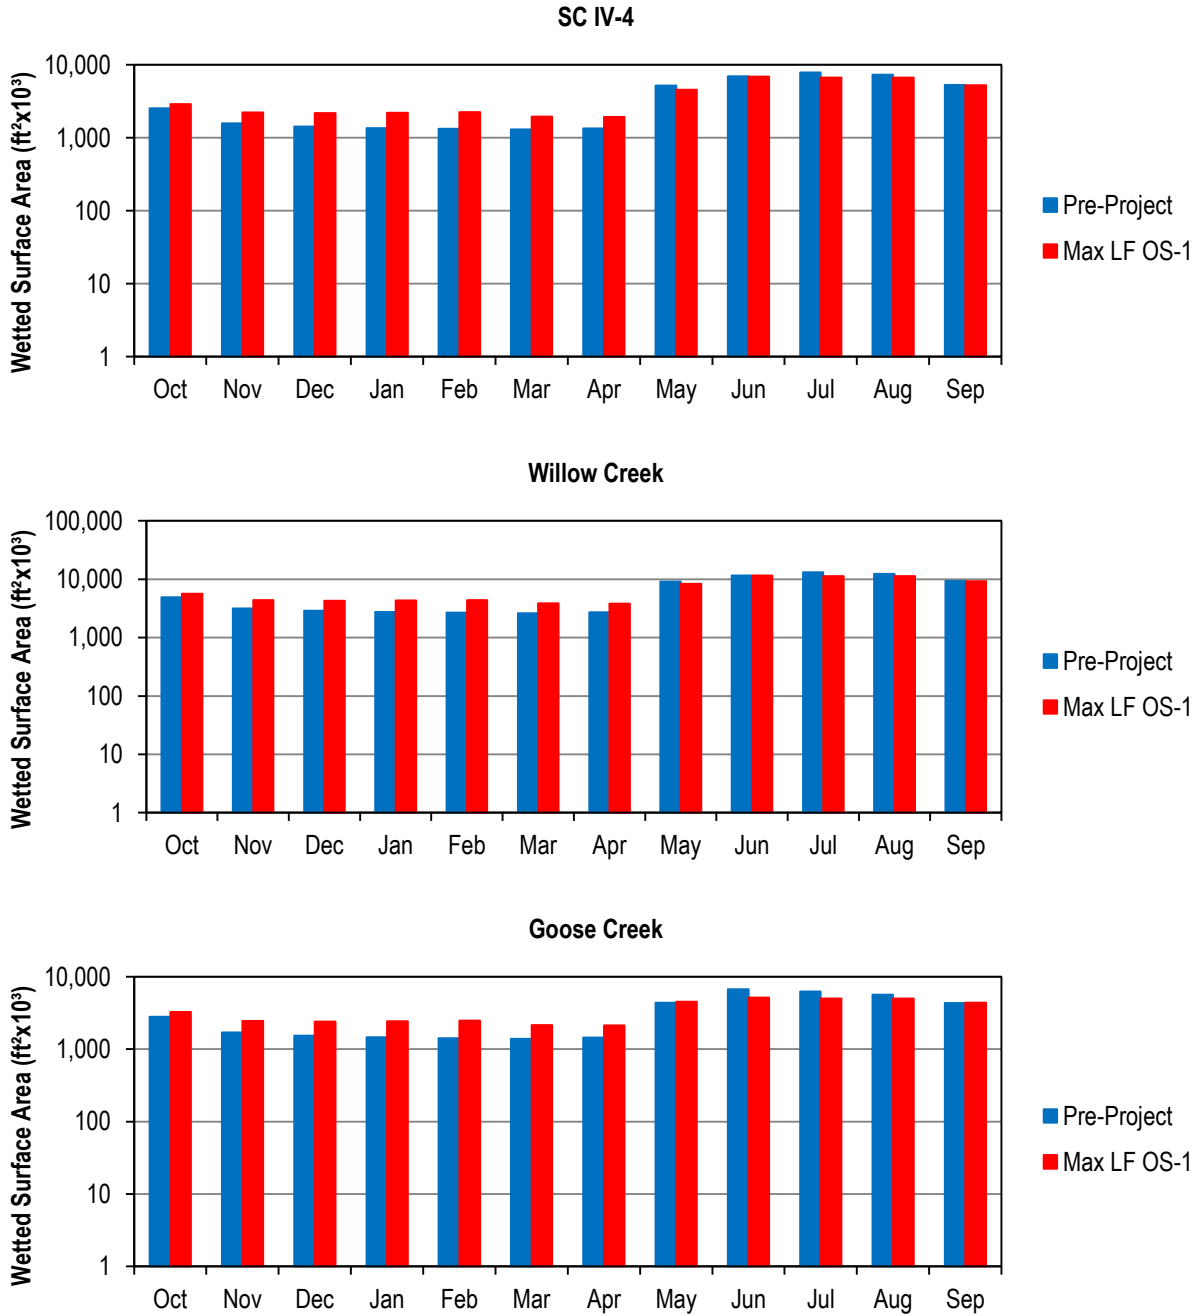 SC IV-4
Wetted Surface Area (ft²x10³)
10,000
1,000
100
10
1
Oct Nov Dec Jan Feb Mar Apr May Jun Jul Aug Sep
Pre-Project
Max LF OS-1
Willow Creek
Wetted Surface Area (ft²x10³)
100,000
10,000
1,000
100
10
1
Oct Nov Dec Jan Feb Mar Apr May Jun Jul Aug Sep
Pre-Project
Max LF OS-1
Goose Creek
Wetted Surface Area (ft²x10³)
10,000
1,000
100
10
1
Oct Nov Dec Jan Feb Mar Apr May Jun Jul Aug Sep
Pre-Project
Max LF OS-1